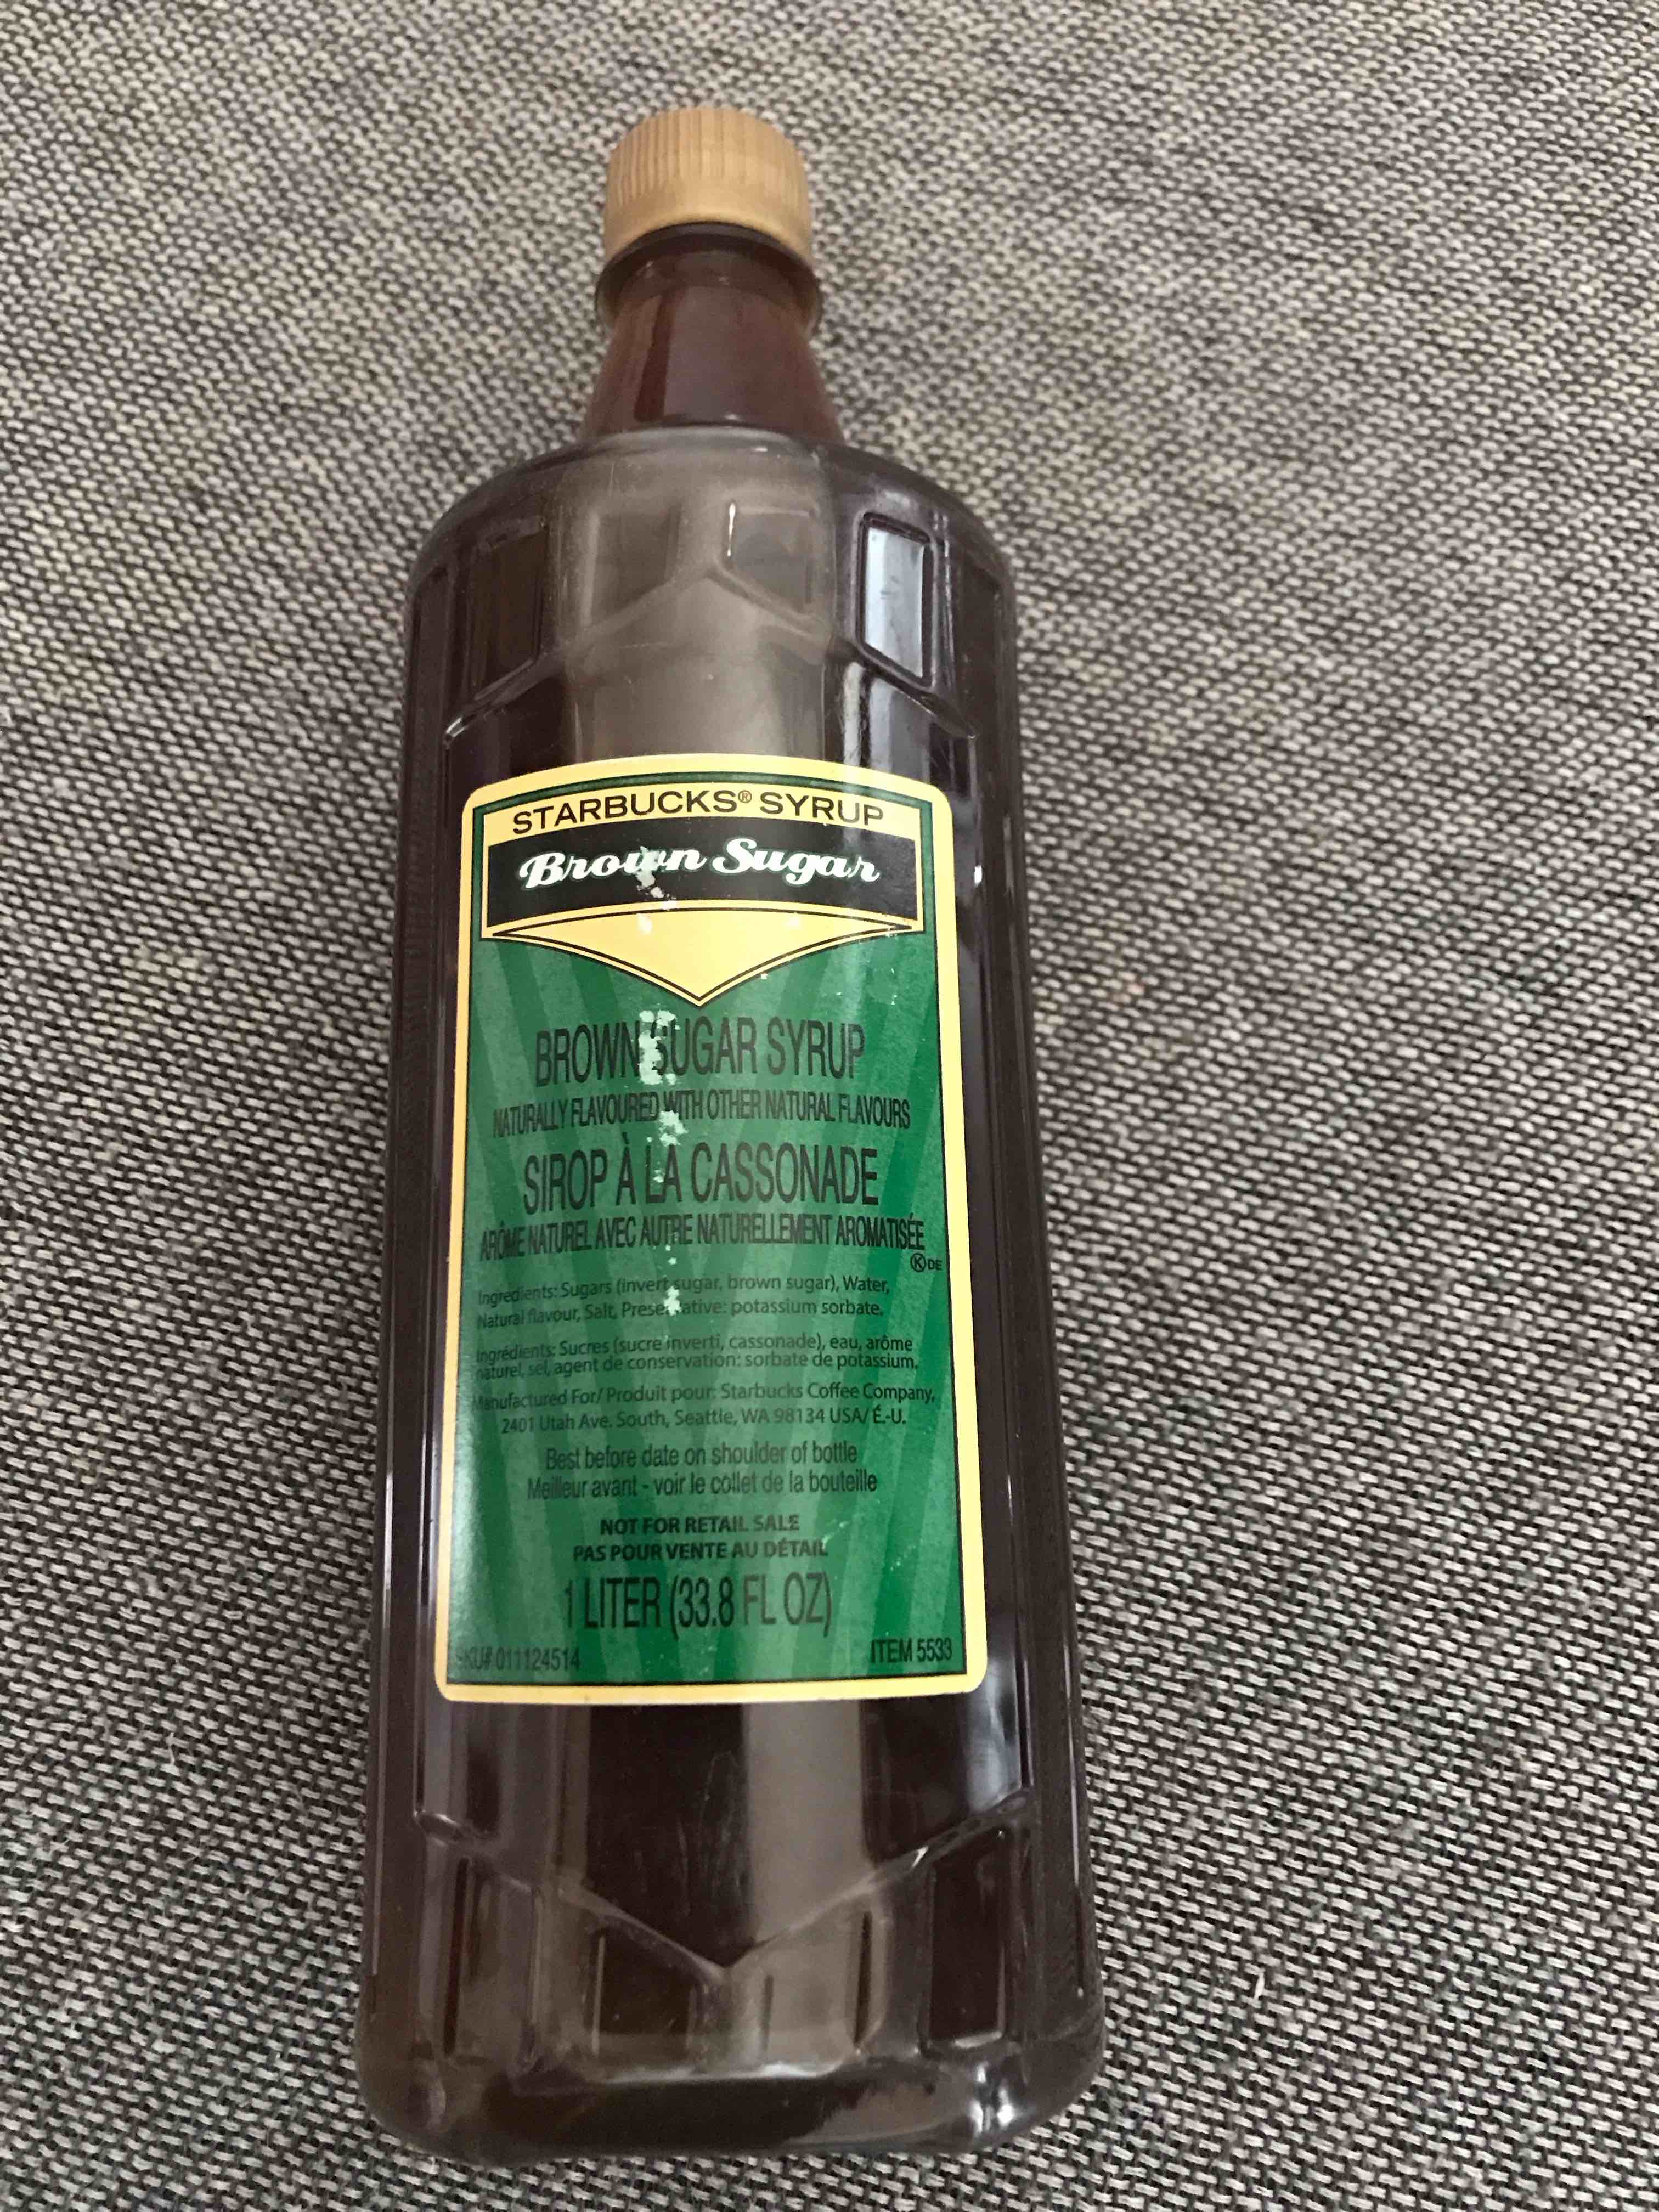 STARBUCKS® SYRUP
Brown Sugar
BROWN SUGAR SYRUP
NATURALLY FLAVOURED WITH OTHER NATURAL FLAVOURS
SIROP À LA CASSONADE
ARÔME NATUREL AVEC AUTRE NATURELLEMENT AROMATISÉE
K DE
Ingredients: Sugars (invert sugar, brown sugar), Water,
Natural flavour, Salt, Preservative: potassium sorbate.
Ingrédients: Sucres (sucre inverti, cassonade), eau, arôme
naturel, sel, agent de conservation: sorbate de potassium.
Manufactured For/ Produit pour: Starbucks Coffee Company,
2401 Utah Ave. South, Seattle, WA 98134 USA/ É.-U.
Best before date on shoulder of bottle
Meilleur avant - voir le collet de la bouteille
NOT FOR RETAIL SALE
PAS POUR VENTE AU DÉTAIL
1 LITER (33.8 FL OZ)
SKU# 011124514 ITEM 5533